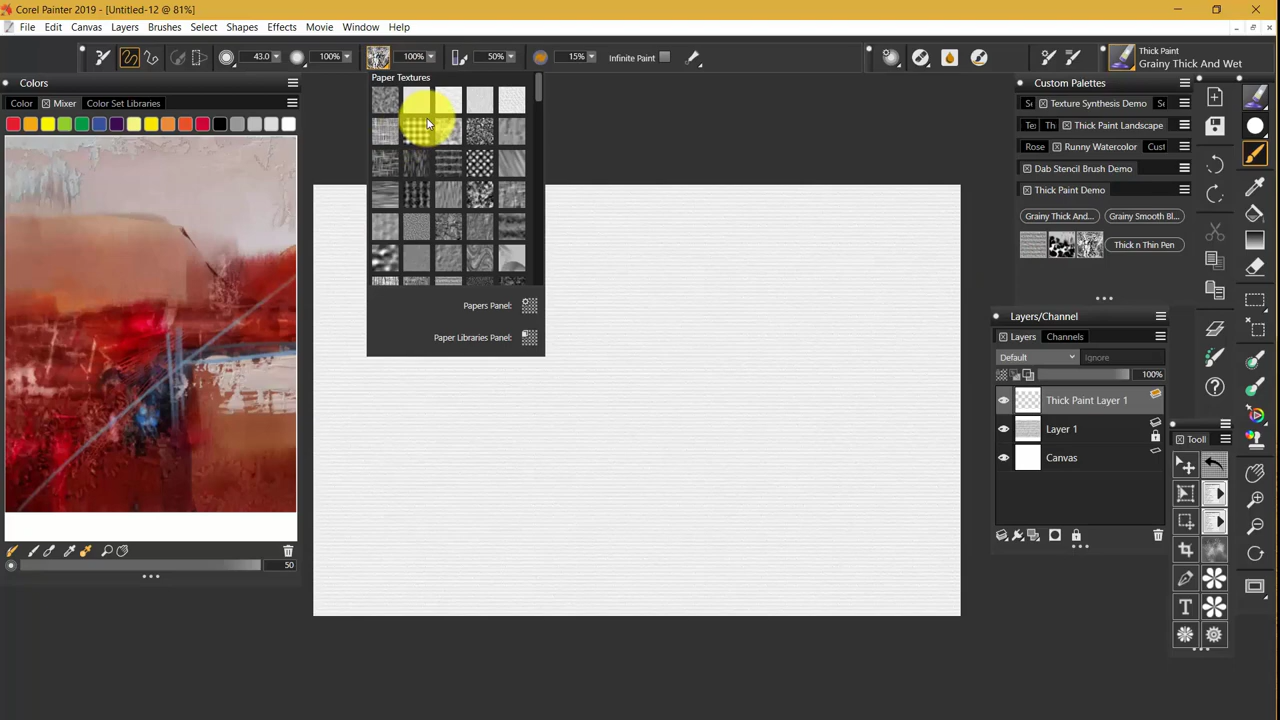 Corel Painter 2019 - [Untitled-12 @ 81%]
File Edit Canvas Layers Brushes Select Shapes Effects Movie Window Help
43.0 100% 100% 50% 15% Infinite Paint
Thick Paint
Grainy Thick And Wet
Paper Textures
Papers Panel:
Paper Libraries Panel:
Colors
Color Mixer Color Set Libraries
50
Custom Palettes
Texture Synthesis Demo
Thick Paint Landscape
Rose Runny Watercolor Cust
Dab Stencil Brush Demo
Thick Paint Demo
Grainy Thick And... Grainy Smooth Bl...
Thick n Thin Pen
Layers/Channel
Layers Channels
Default Ignore
100%
Thick Paint Layer 1
Layer 1
Canvas
Tooll
T